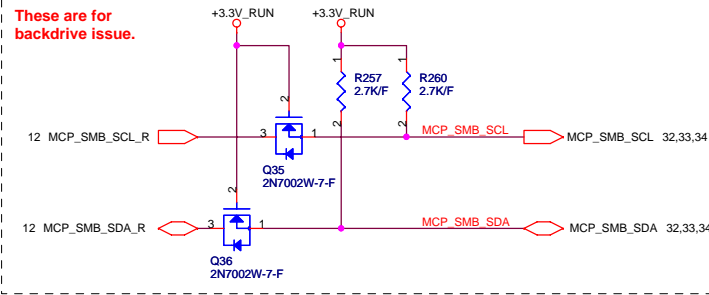 These are for
backdrive issue.
+3.3V_RUN
+3.3V_RUN
1
1
R257
2.7K/F
R260
2.7K/F
2
2
2
12 MCP_SMB_SCL_R
3
1
MCP_SMB_SCL
MCP_SMB_SCL 32,33,34
Q35
2N7002W-7-F
2
12 MCP_SMB_SDA_R
3
1
MCP_SMB_SDA
MCP_SMB_SDA 32,33,34
Q36
2N7002W-7-F